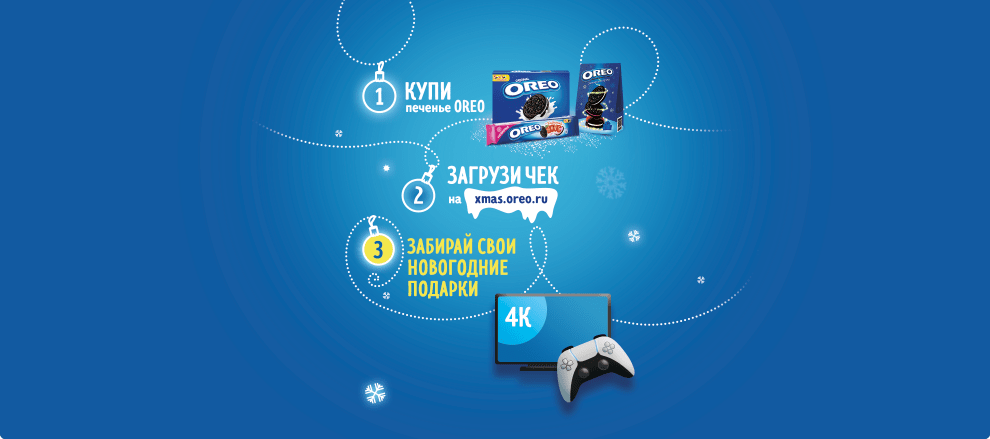 1
КУПИ
печенье OREO
OREO
OREO
OREO
2
ЗАГРУЗИ ЧЕК
на xmas.oreo.ru
3
ЗАБИРАЙ СВОИ
НОВОГОДНИЕ
ПОДАРКИ
4K